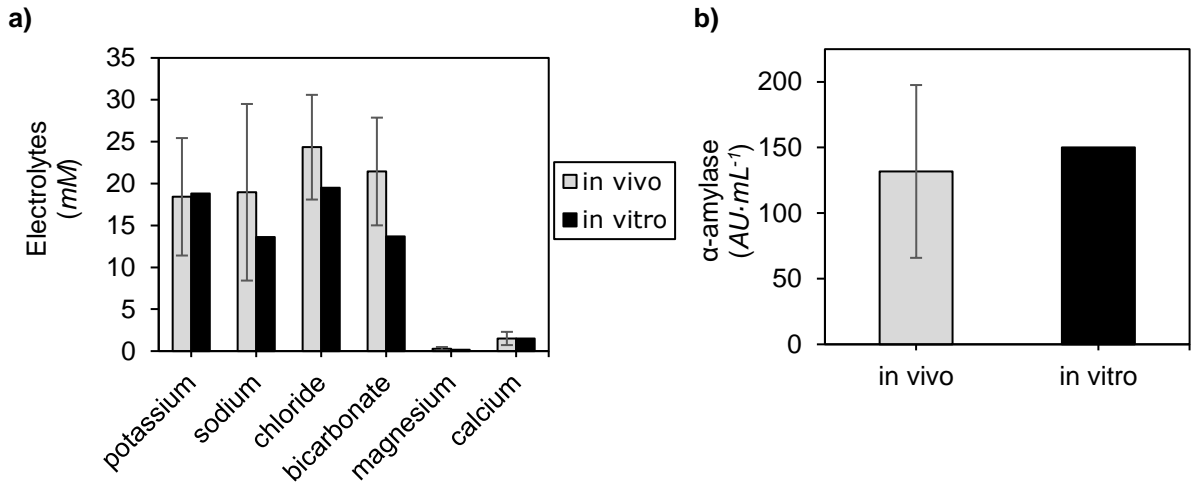 a)
35
30
25
20
15
10
5
0
Electrolytes
(mM)
potassium
sodium
chloride
bicarbonate
magnesium
calcium
in vivo
in vitro
b)
200
150
100
50
0
α-amylase
(AU·mL⁻¹)
in vivo
in vitro